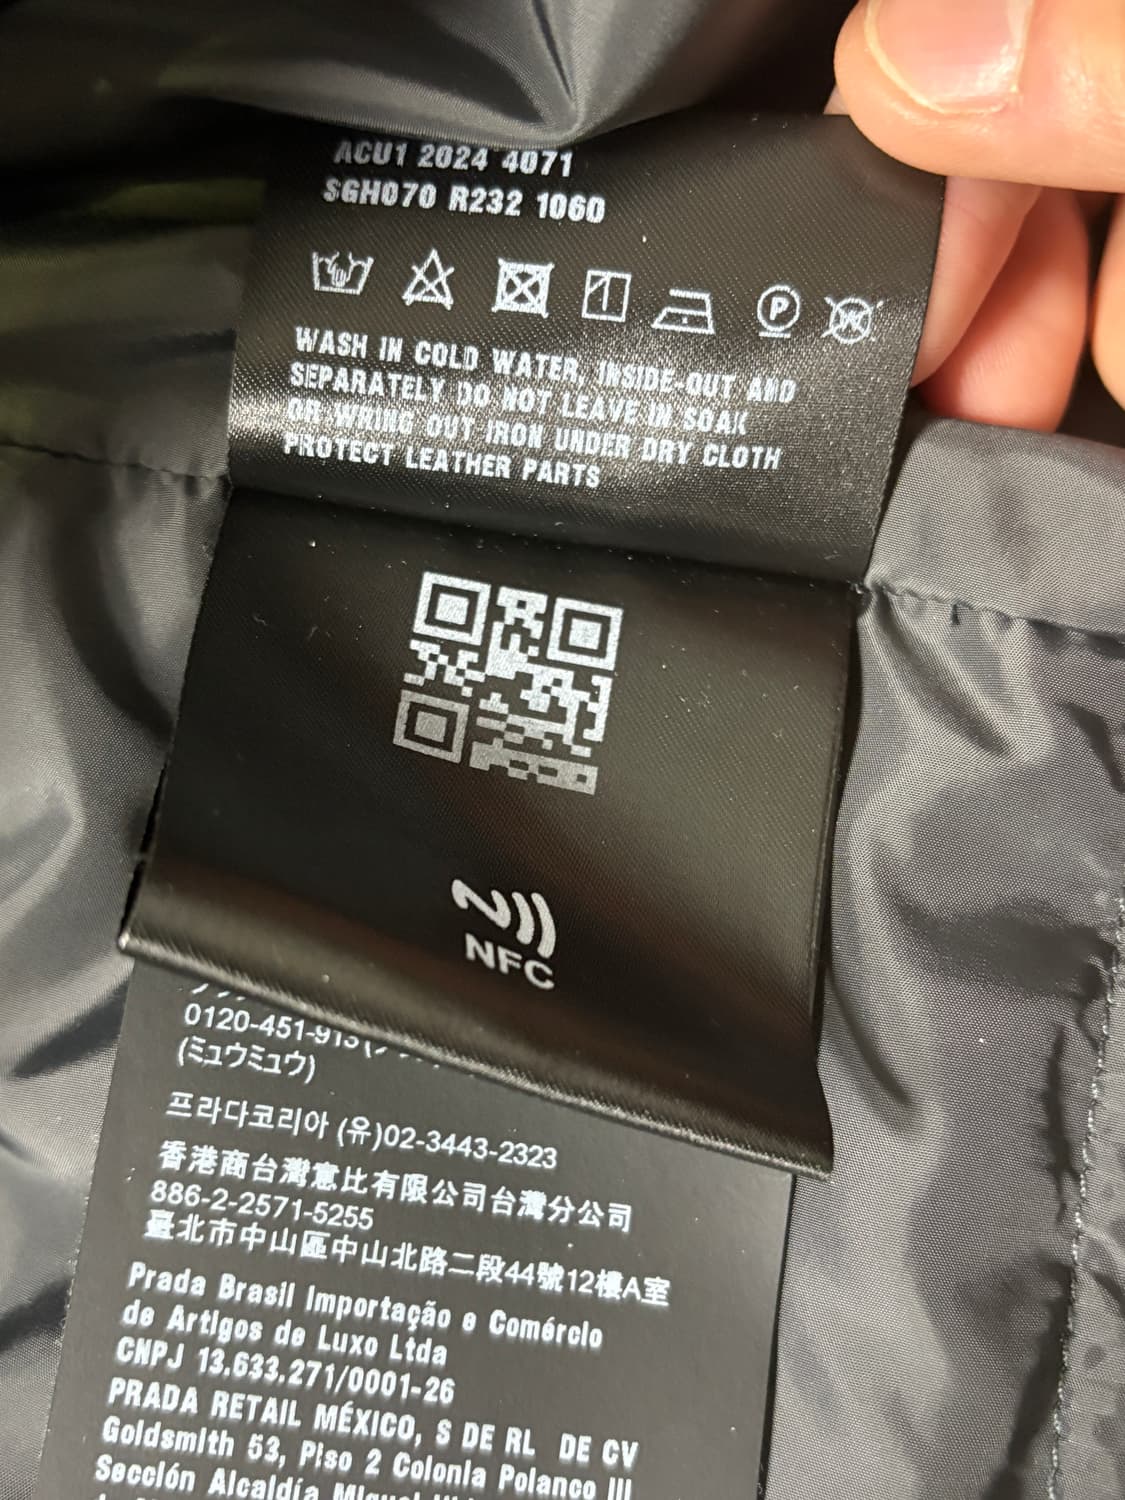 ACU1 2024 4071
SGH070 R232 1060
P
W
WASH IN COLD WATER, INSIDE-OUT AND
SEPARATELY DO NOT LEAVE IN SOAK
OR WRING OUT IRON UNDER DRY CLOTH
PROTECT LEATHER PARTS
NFC
0120-451-913
(ミュウミュウ)
프라다코리아 (유)02-3443-2323
香港商台灣惠比有限公司台灣分公司
886-2-2571-5255
臺北市中山區中山北路二段44號12樓A室
Prada Brasil Importação e Comércio
de Artigos de Luxo Ltda
CNPJ 13.633.271/0001-26
PRADA RETAIL MÉXICO, S DE RL DE CV
Goldsmith 53, Piso 2 Colonia Polanco III
Sección Alcaldía Miguel